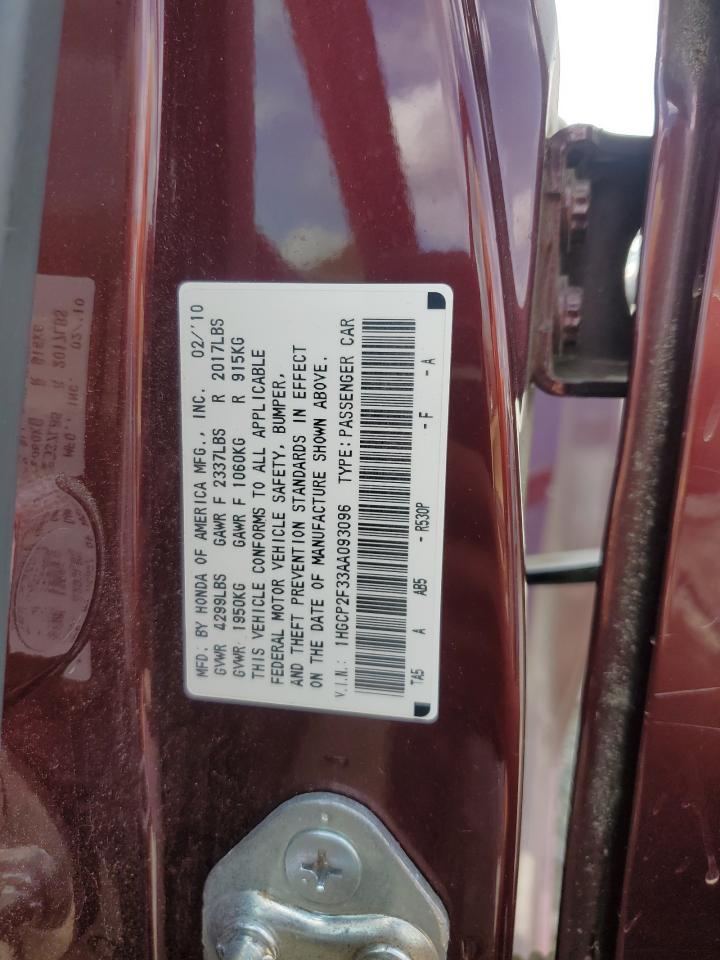 MFD: BY HONDA OF AMERICA MFG., INC. 02/'10
GVWR 4299LBS GAWR F 2337LBS R 2017LBS
GVWR 1950KG GAWR F 1060KG R 915KG
THIS VEHICLE CONFORMS TO ALL APPLICABLE
FEDERAL MOTOR VEHICLE SAFETY, BUMPER,
AND THEFT PREVENTION STANDARDS IN EFFECT
ON THE DATE OF MANUFACTURE SHOWN ABOVE.
V.I.N.: 1HGCP2F33AA093096 TYPE: PASSENGER CAR
TA5 A AB5 - R530P - F - A